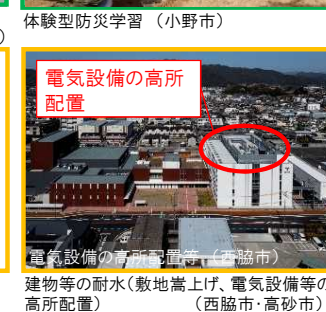 体験型防災学習 （小野市）
）
電気設備の高所
配置
電気設備の高所配置等（西脇市）
建物等の耐水（敷地嵩上げ、電気設備等の
高所配置） （西脇市・高砂市）